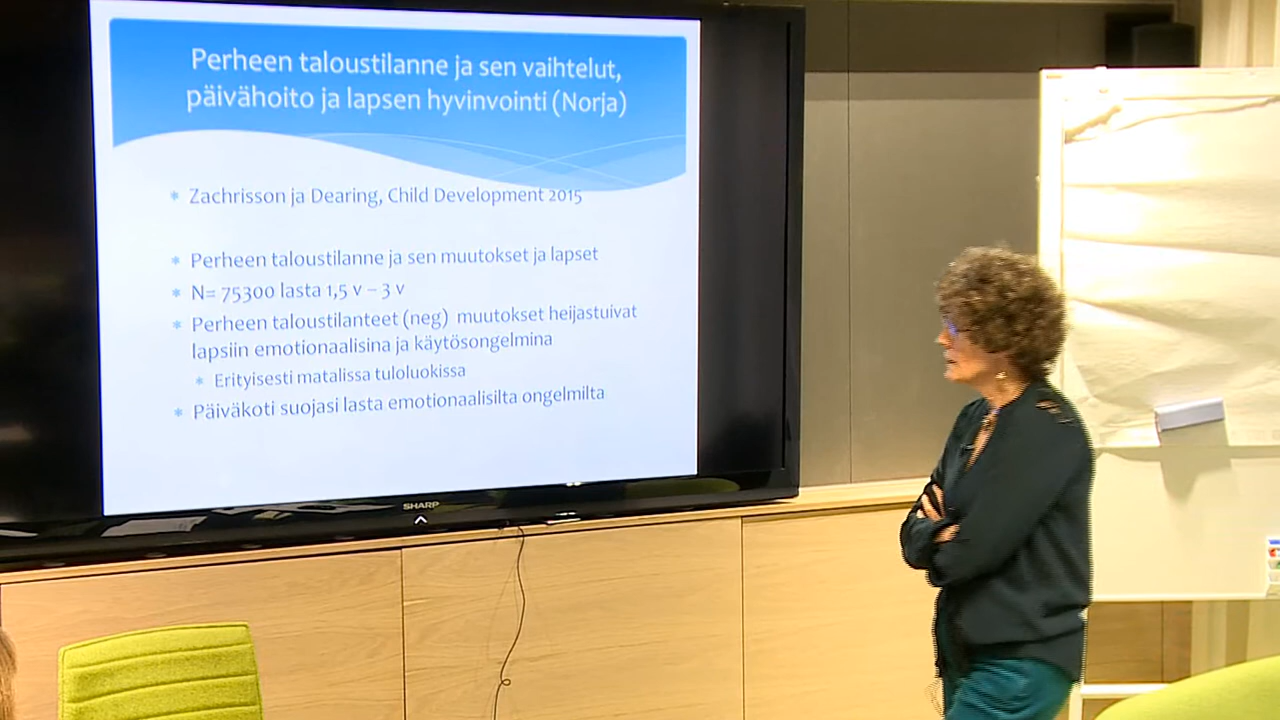 Perheen taloustilanne ja sen vaihtelut,
päivähoito ja lapsen hyvinvointi (Norja)
* Zachrisson ja Dearing, Child Development 2015
* Perheen taloustilanne ja sen muutokset ja lapset
* N= 75300 lasta 1,5 v – 3 v
* Perheen taloustilanteet (neg) muutokset heijastuivat
lapsiin emotionaalisina ja käytösongelmina
* Erityisesti matalissa tuloluokissa
* Päiväkoti suojasi lasta emotionaalisilta ongelmilta
SHARP